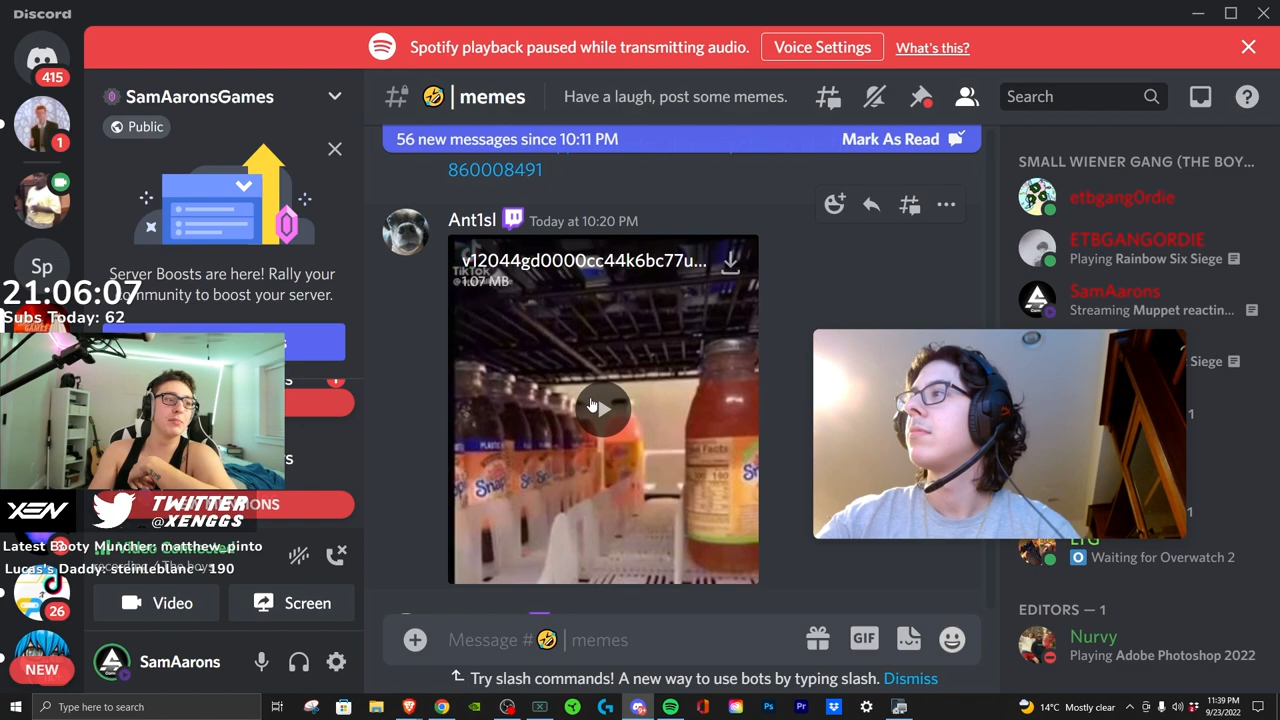 Discord
Spotify playback paused while transmitting audio.
Voice Settings
What's this?
415
SamAaronsGames
Public
1
Server Boosts are here! Rally your
community to boost your server.
Sp
21:06:07
Subs Today: 62
XEN
TWITTER
@XENGGS
Latest Booty Muncher: matthew_pinto
Lucas's Daddy: steinleblanc - 190
26
NEW
Video
Screen
SamAarons
memes
Have a laugh, post some memes.
Search
56 new messages since 10:11 PM
Mark As Read
860008491
Ant1sl
Today at 10:20 PM
v12044gd0000cc44k6bc77u...
1.07 MB
TikTok
Message #
memes
GIF
Try slash commands! A new way to use bots by typing slash.
Dismiss
SMALL WIENER GANG (THE BOY...
etbgang0rdie
ETBGANGORDIE
Playing Rainbow Six Siege
SamAarons
Streaming Muppet reactin...
Siege
Waiting for Overwatch 2
EDITORS — 1
Nurvy
Playing Adobe Photoshop 2022
Type here to search
14°C Mostly clear
11:39 PM
9/23/2022